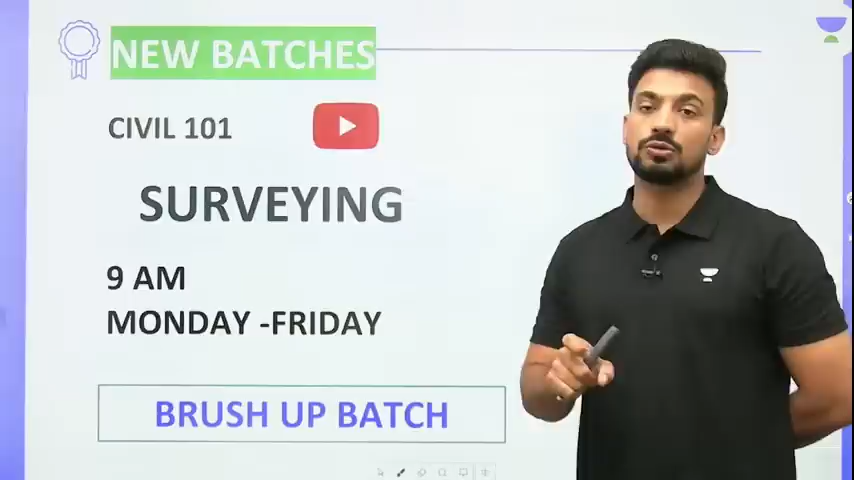 NEW BATCHES
CIVIL 101
SURVEYING
9 AM
MONDAY -FRIDAY
BRUSH UP BATCH